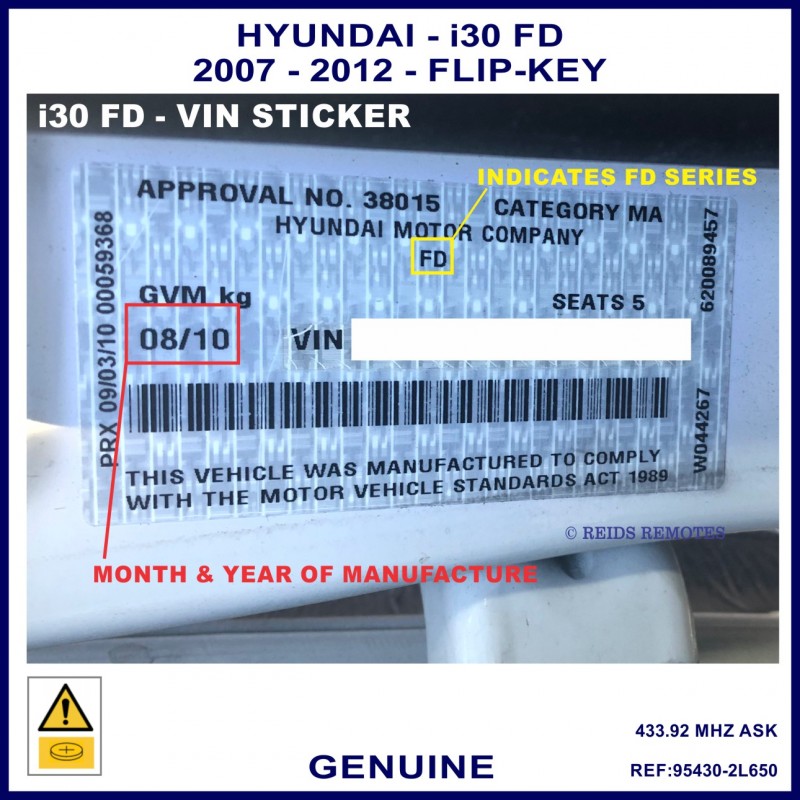 HYUNDAI - i30 FD
2007 - 2012 - FLIP-KEY
i30 FD - VIN STICKER
INDICATES FD SERIES
APPROVAL NO. 38015 CATEGORY MA
HYUNDAI MOTOR COMPANY
FD
GVM kg SEATS 5
08/10 VIN
THIS VEHICLE WAS MANUFACTURED TO COMPLY
WITH THE MOTOR VEHICLE STANDARDS ACT 1989
PRX 09/03/10 00059368
620089457
W044267
© REIDS REMOTES
MONTH & YEAR OF MANUFACTURE
433.92 MHZ ASK
GENUINE
REF:95430-2L650